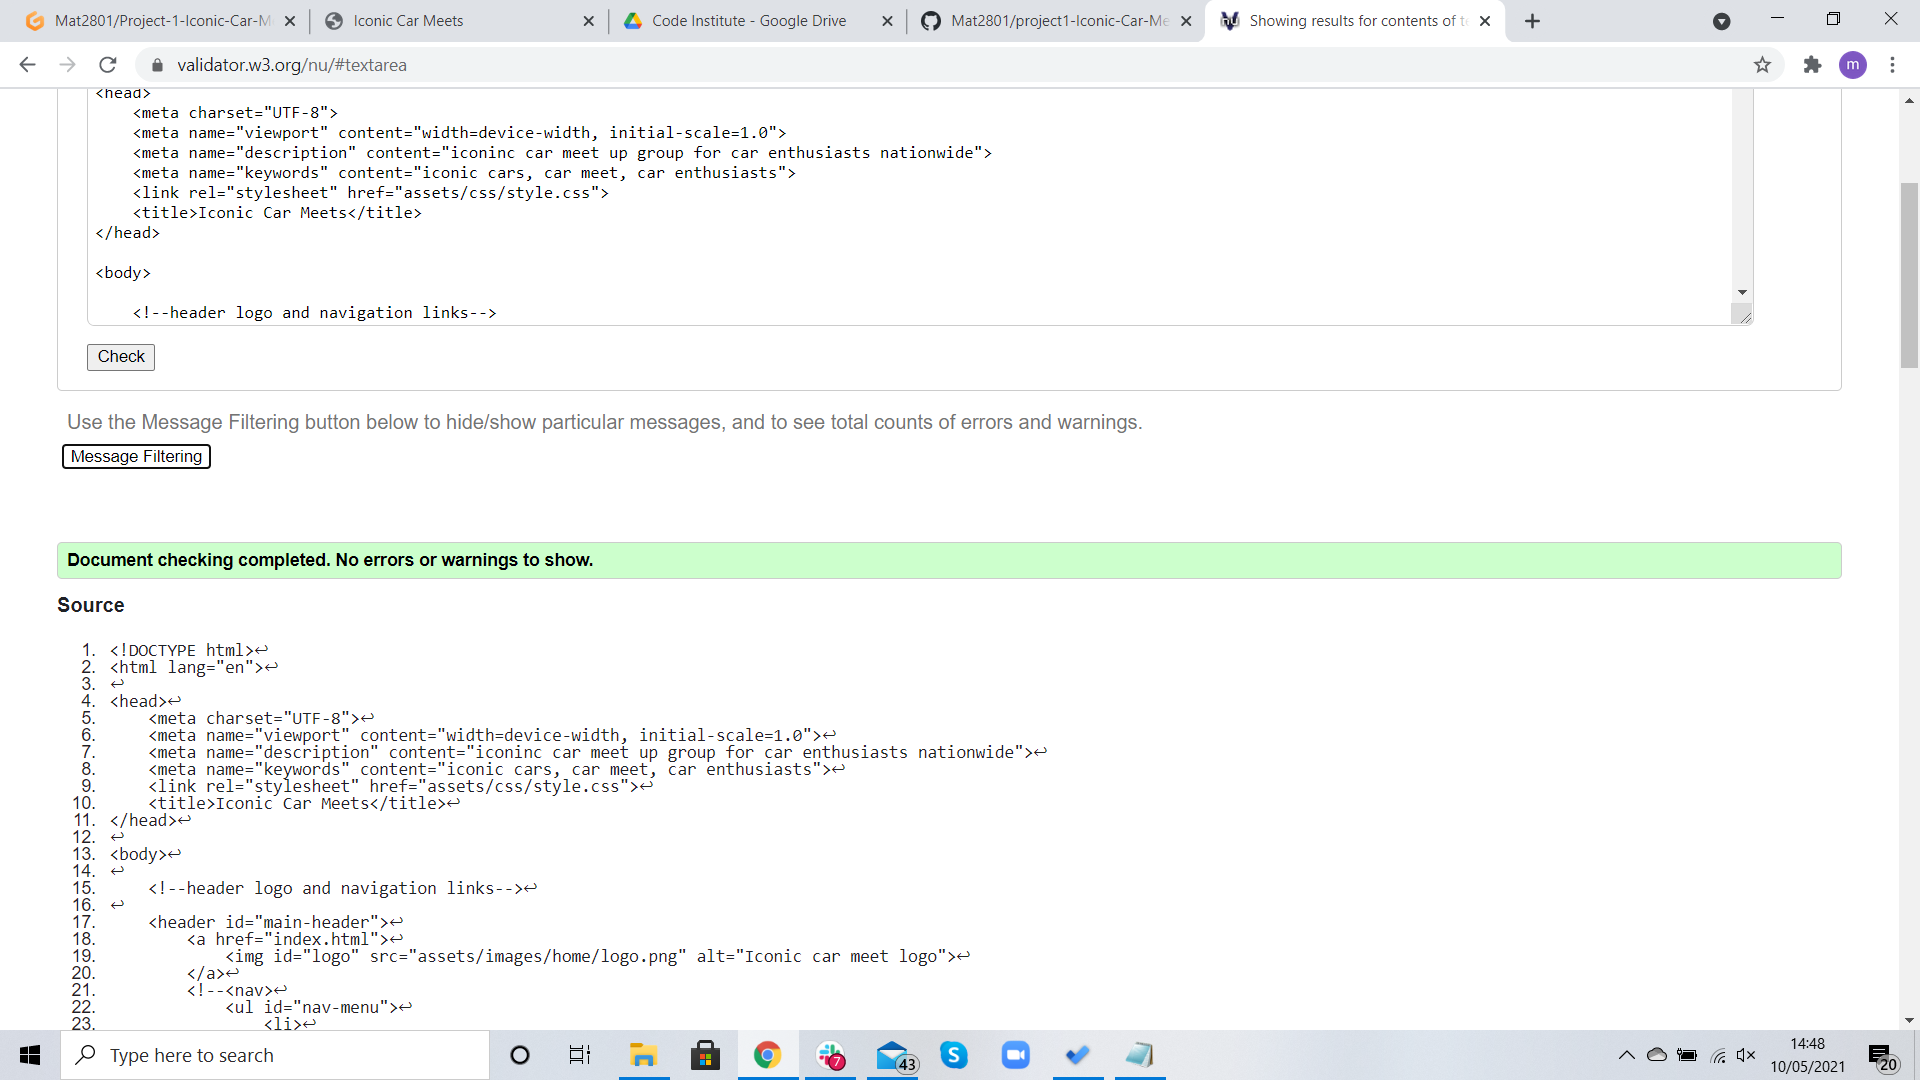 Mat2801/Project-1-Iconic-Car-M
Iconic Car Meets
Code Institute - Google Drive
Mat2801/project1-Iconic-Car-Me
Showing results for contents of t
validator.w3.org/nu/#textarea
m
<head>
<meta charset="UTF-8">
<meta name="viewport" content="width=device-width, initial-scale=1.0">
<meta name="description" content="iconinc car meet up group for car enthusiasts nationwide">
<meta name="keywords" content="iconic cars, car meet, car enthusiasts">
<link rel="stylesheet" href="assets/css/style.css">
<title>Iconic Car Meets</title>
</head>
<body>
<!--header logo and navigation links-->
Check
Use the Message Filtering button below to hide/show particular messages, and to see total counts of errors and warnings.
Message Filtering
Document checking completed. No errors or warnings to show.
Source
1. <!DOCTYPE html>↩
2. <html lang="en">↩
3. ↩
4. <head>↩
5. <meta charset="UTF-8">↩
6. <meta name="viewport" content="width=device-width, initial-scale=1.0">↩
7. <meta name="description" content="iconinc car meet up group for car enthusiasts nationwide">↩
8. <meta name="keywords" content="iconic cars, car meet, car enthusiasts">↩
9. <link rel="stylesheet" href="assets/css/style.css">↩
10. <title>Iconic Car Meets</title>↩
11. </head>↩
12. ↩
13. <body>↩
14. ↩
15. <!--header logo and navigation links-->↩
16. ↩
17. <header id="main-header">↩
18. <a href="index.html">↩
19. <img id="logo" src="assets/images/home/logo.png" alt="Iconic car meet logo">↩
20. </a>↩
21. <!--<nav>↩
22. <ul id="nav-menu">↩
23. <li>↩
Type here to search
7
43
S
14:48
10/05/2021
20